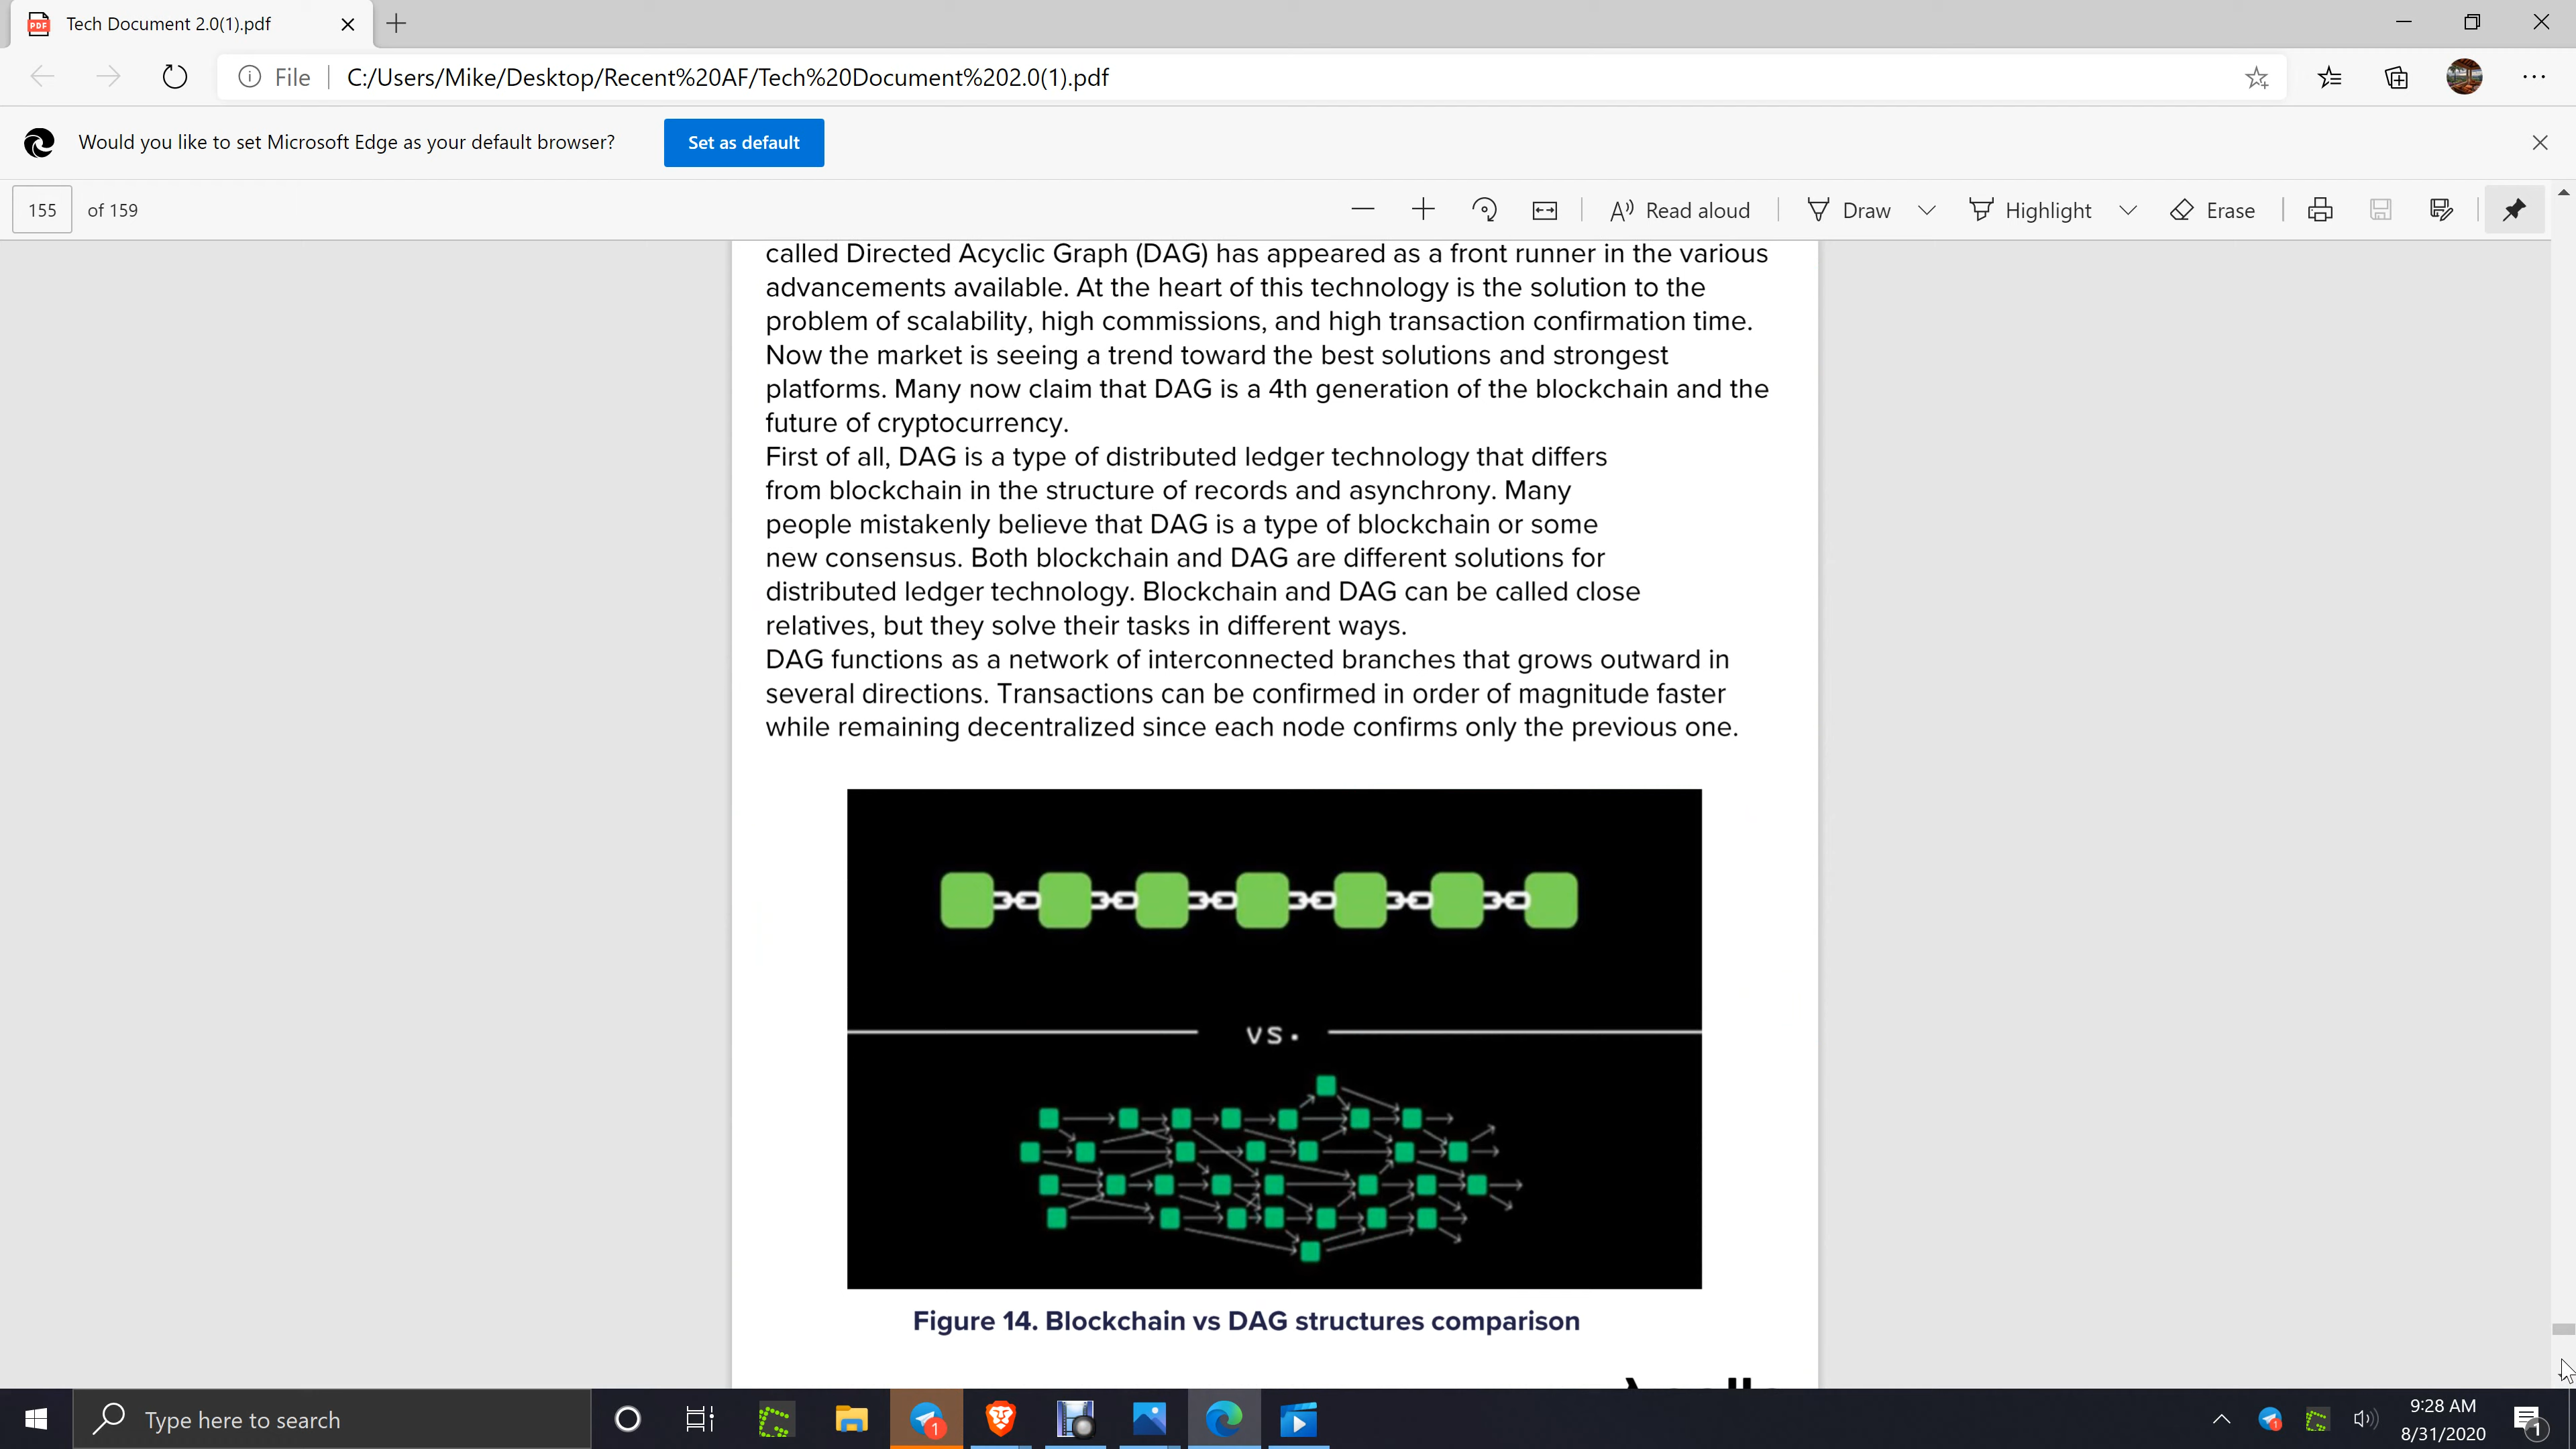 Tech Document 2.0(1).pdf
File
C:/Users/Mike/Desktop/Recent%20AF/Tech%20Document%202.0(1).pdf
Would you like to set Microsoft Edge as your default browser?
Set as default
155 of 159
Read aloud
Draw
Highlight
Erase
called Directed Acyclic Graph (DAG) has appeared as a front runner in the various
advancements available. At the heart of this technology is the solution to the
problem of scalability, high commissions, and high transaction confirmation time.
Now the market is seeing a trend toward the best solutions and strongest
platforms. Many now claim that DAG is a 4th generation of the blockchain and the
future of cryptocurrency.
First of all, DAG is a type of distributed ledger technology that differs
from blockchain in the structure of records and asynchrony. Many
people mistakenly believe that DAG is a type of blockchain or some
new consensus. Both blockchain and DAG are different solutions for
distributed ledger technology. Blockchain and DAG can be called close
relatives, but they solve their tasks in different ways.
DAG functions as a network of interconnected branches that grows outward in
several directions. Transactions can be confirmed in order of magnitude faster
while remaining decentralized since each node confirms only the previous one.
vs.
Figure 14. Blockchain vs DAG structures comparison
Type here to search
1
9:28 AM
8/31/2020
1